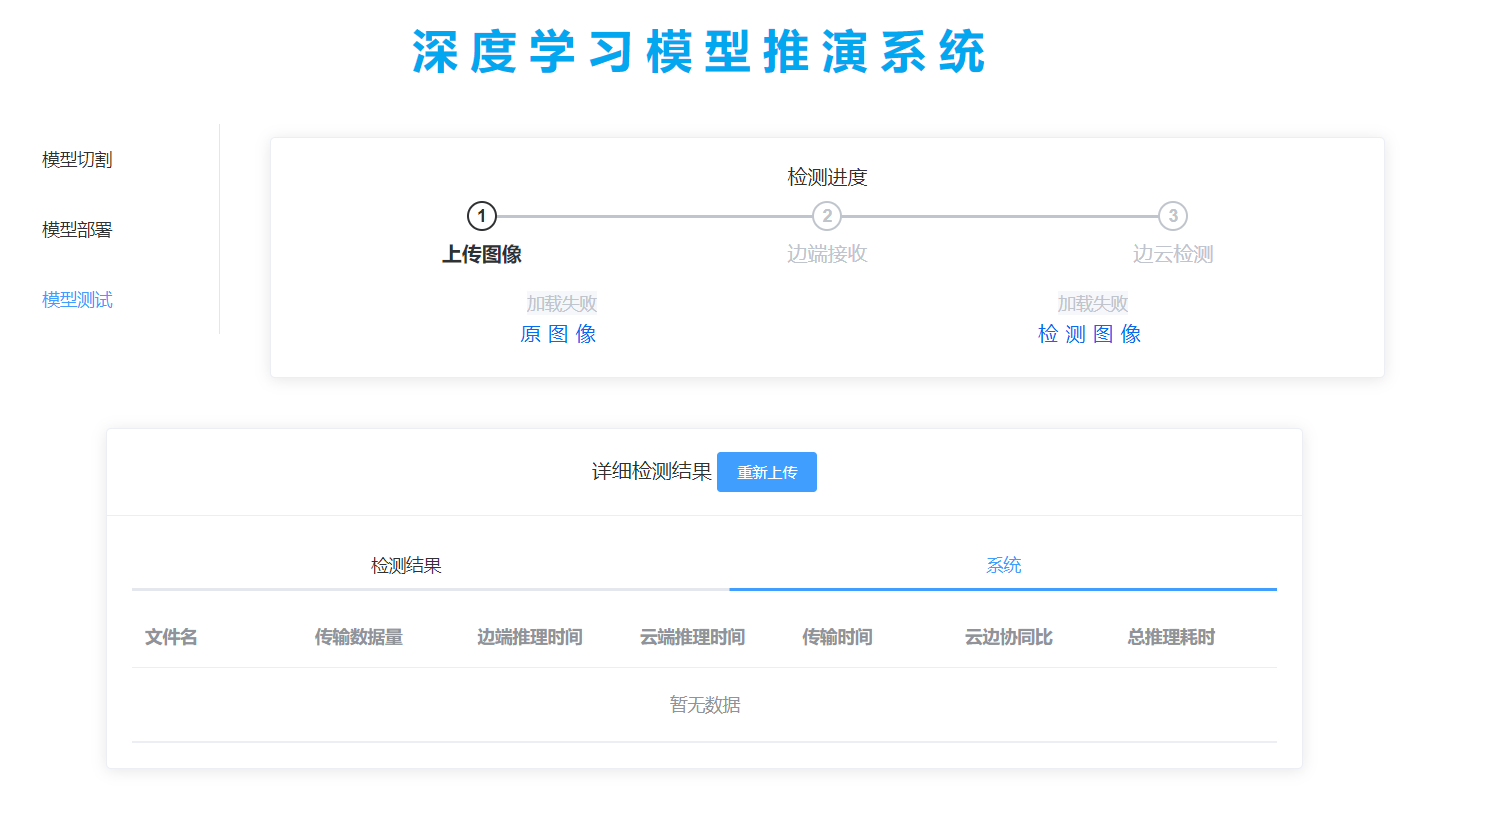 深度学习模型推演系统
模型切割
模型部署
模型测试
检测进度
1 2 3
上传图像 边端接收 边云检测
加载失败 加载失败
原图像 检测图像
详细检测结果 重新上传
检测结果 系统
文件名 传输数据量 边端推理时间 云端推理时间 传输时间 云边协同比 总推理耗时
暂无数据